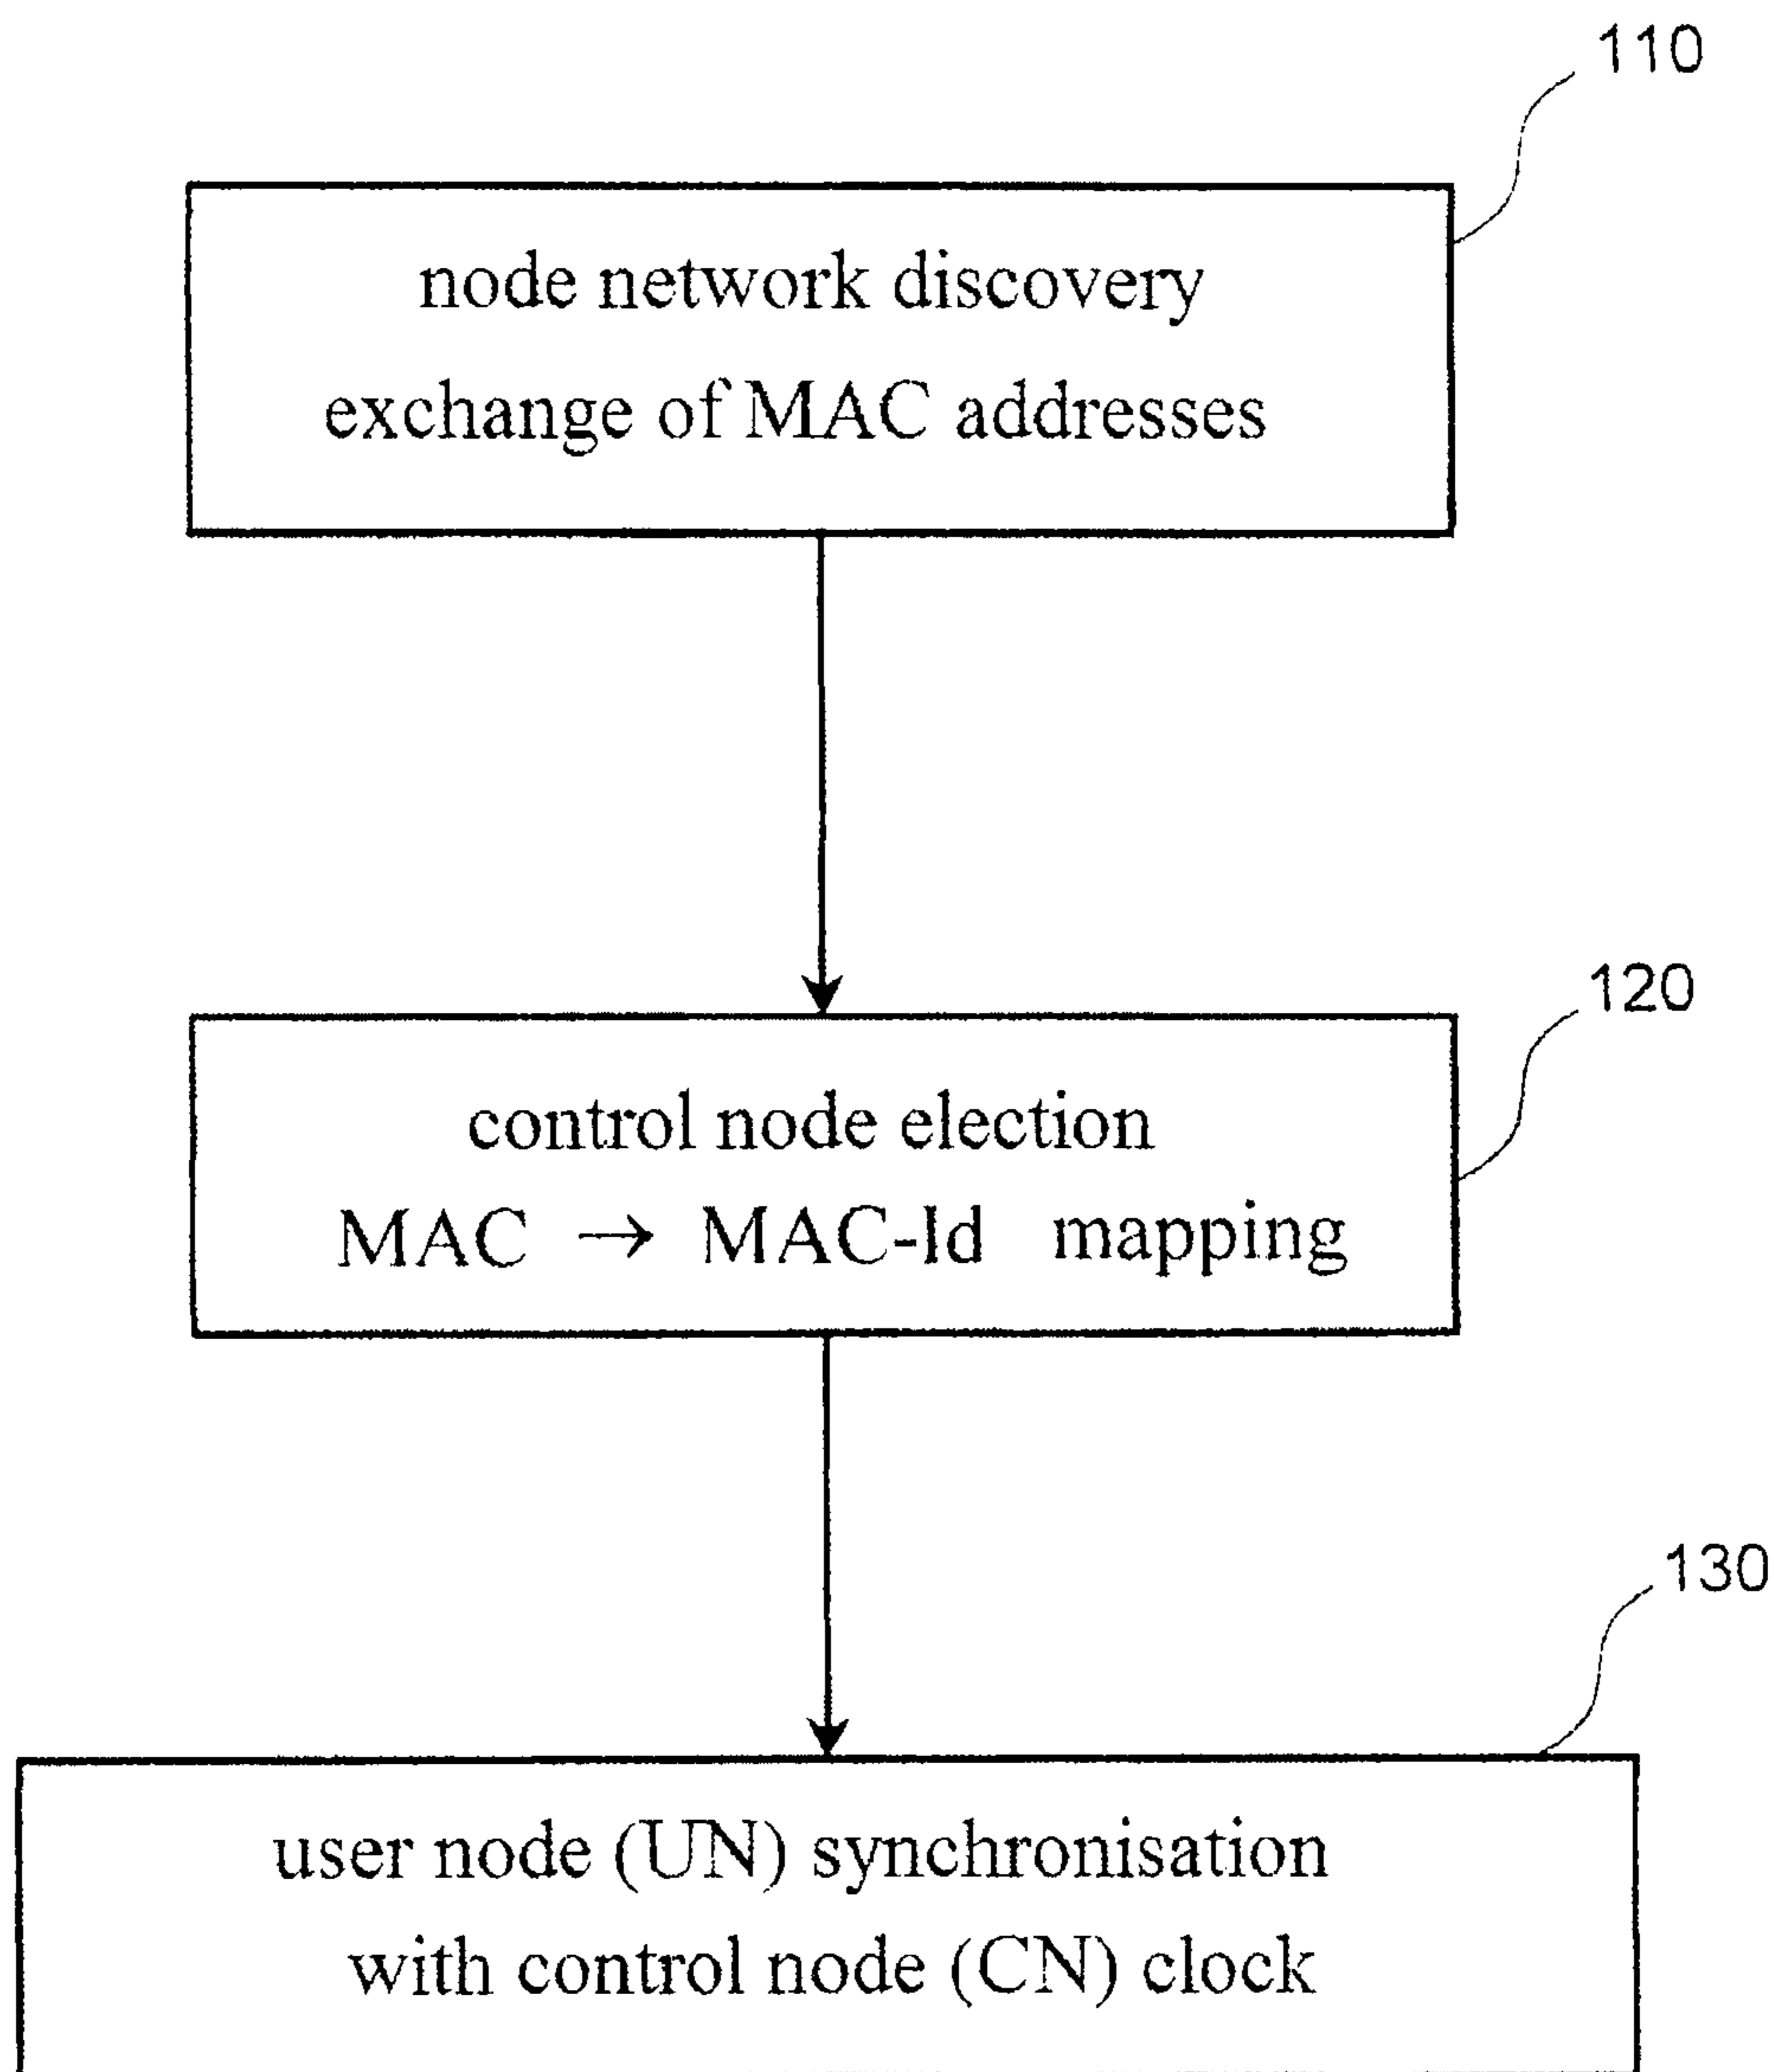 110
node network discovery
exchange of MAC addresses
120
control node election
MAC → MAC-Id mapping
130
user node (UN) synchronisation
with control node (CN) clock